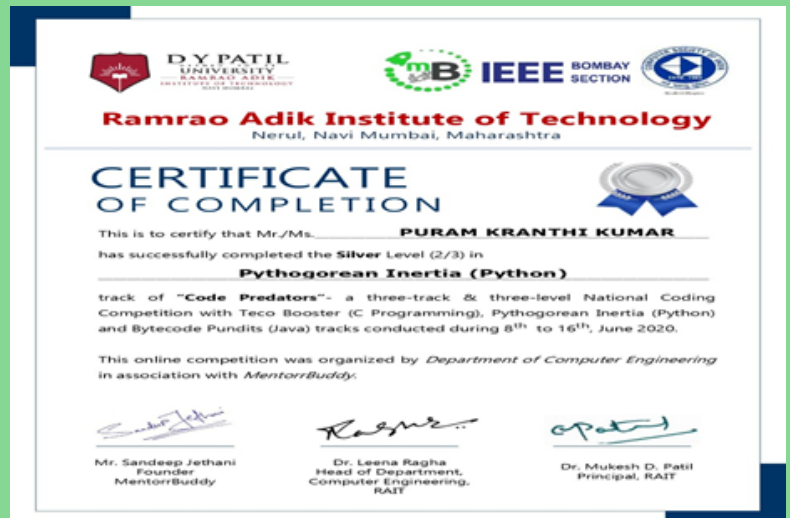 D Y PATIL
UNIVERSITY
RAMRAO ADIK
INSTITUTE OF TECHNOLOGY
NAVI MUMBAI
mB
IEEE BOMBAY SECTION
Ramrao Adik Institute of Technology
Nerul, Navi Mumbai, Maharashtra
CERTIFICATE
OF COMPLETION
This is to certify that Mr./Ms. PURAM KRANTHI KUMAR
has successfully completed the Silver Level (2/3) in
Pythogorean Inertia (Python)
track of "Code Predators"- a three-track & three-level National Coding
Competition with Teco Booster (C Programming), Pythogorean Inertia (Python)
and Bytecode Pundits (Java) tracks conducted during 8th to 16th, June 2020.
This online competition was organized by Department of Computer Engineering
in association with MentorrBuddy.
Mr. Sandeep Jethani
Founder
MentorrBuddy
Dr. Leena Ragha
Head of Department,
Computer Engineering,
RAIT
Dr. Mukesh D. Patil
Principal, RAIT